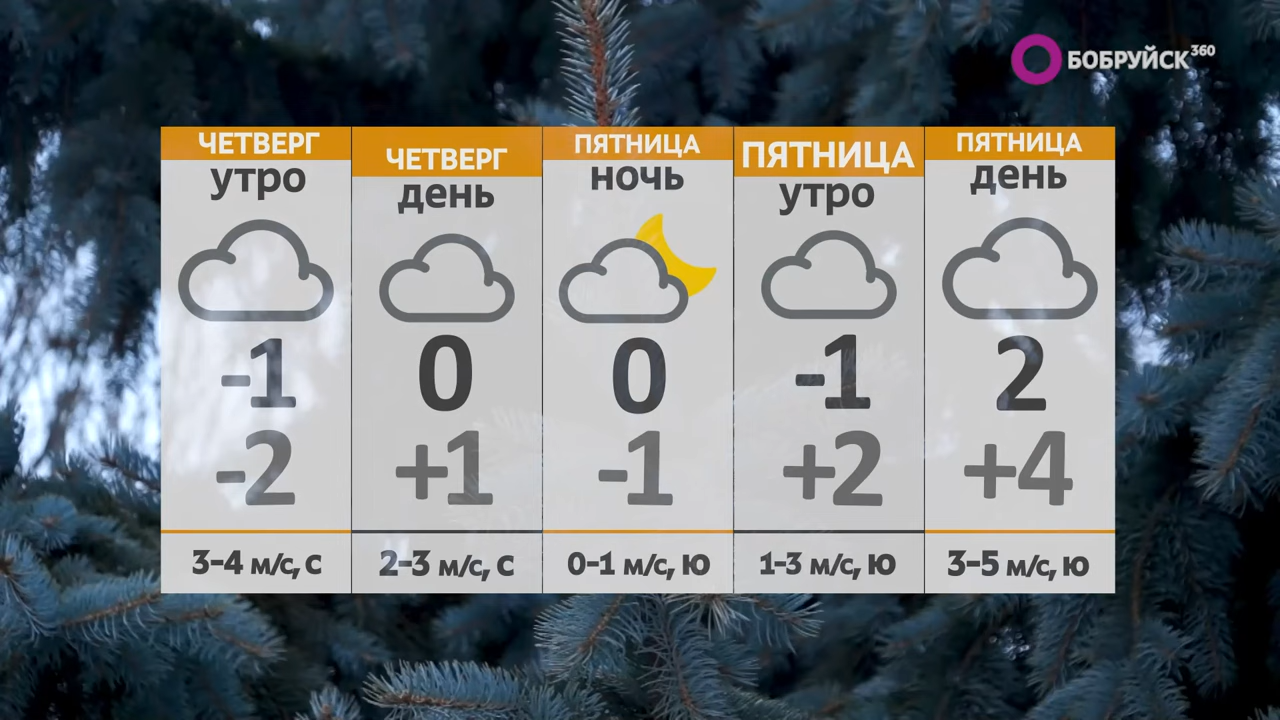 БОБРУЙСК360
ЧЕТВЕРГ
утро
-1
-2
3-4 м/с, С
ЧЕТВЕРГ
день
0
+1
2-3 м/с, С
ПЯТНИЦА
ночь
0
-1
0-1 м/с, Ю
ПЯТНИЦА
утро
-1
+2
1-3 м/с, Ю
ПЯТНИЦА
день
2
+4
3-5 м/с, Ю